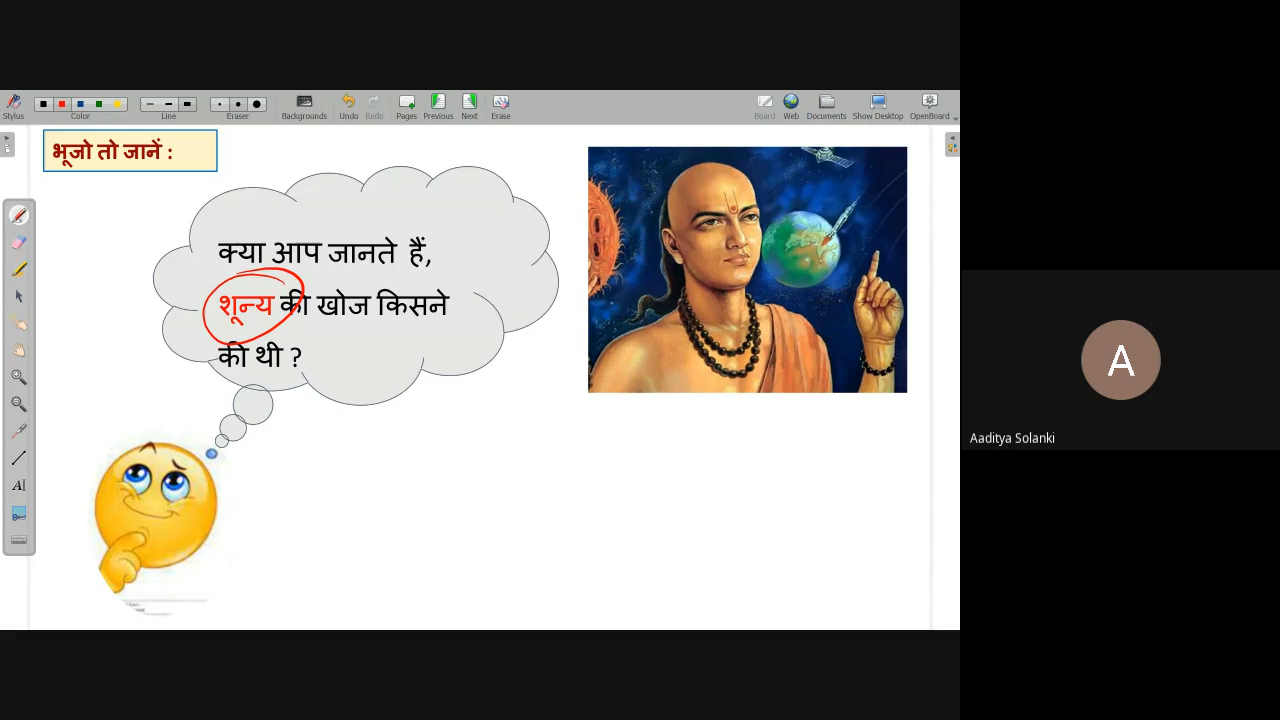 Stylus
Color
Line
Eraser
Backgrounds
Undo
Redo
Pages
Previous
Next
Erase
Board
Web
Documents
Show Desktop
OpenBoard
भूजो तो जानें :
क्या आप जानते हैं,
शून्य की खोज किसने
की थी ?
A
Aaditya Solanki